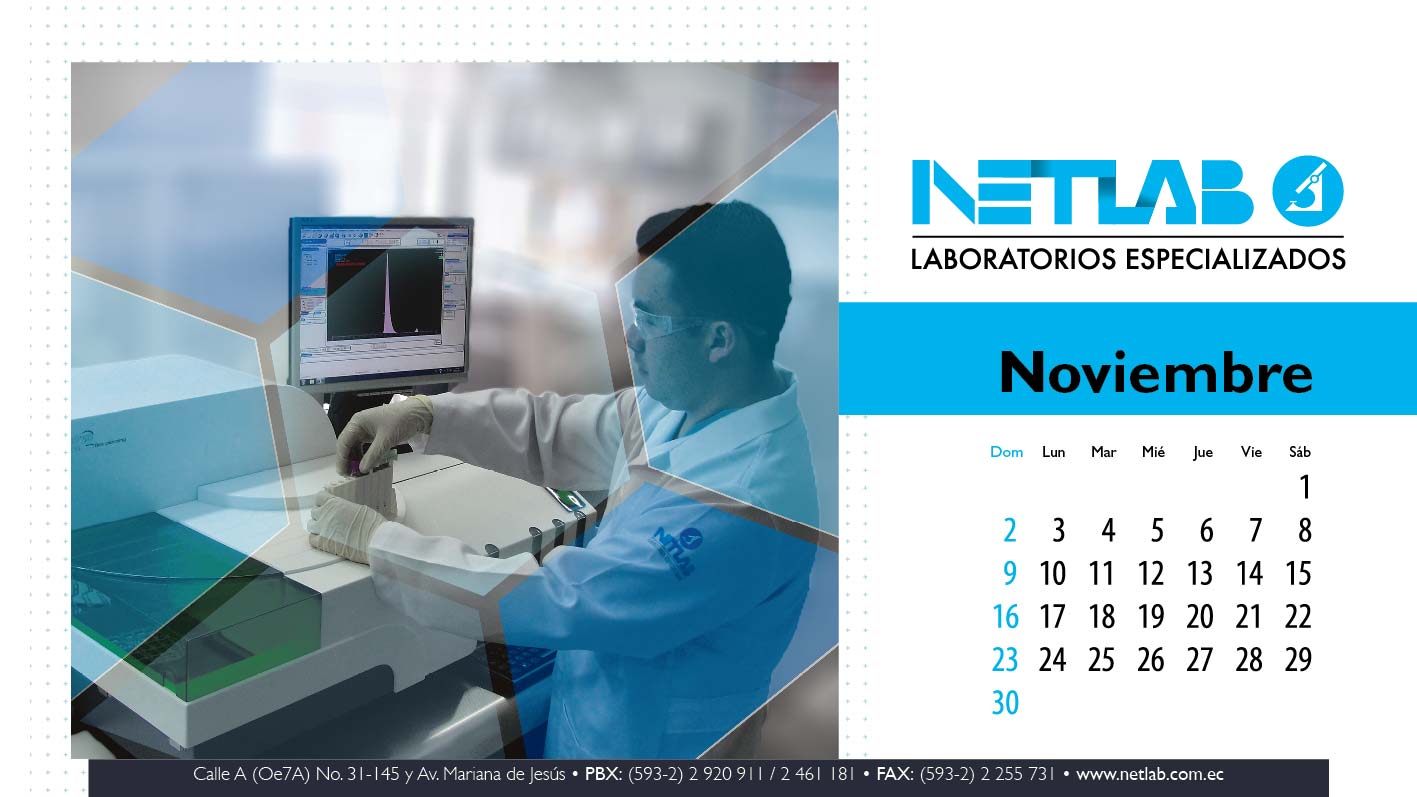 NETLAB
LABORATORIOS ESPECIALIZADOS
Noviembre
Dom Lun Mar Mié Jue Vie Sáb
1
2 3 4 5 6 7 8
9 10 11 12 13 14 15
16 17 18 19 20 21 22
23 24 25 26 27 28 29
30
NETLAB
Calle A (Oe7A) No. 31-145 y Av. Mariana de Jesús • PBX: (593-2) 2 920 911 / 2 461 181 • FAX: (593-2) 2 255 731 • www.netlab.com.ec